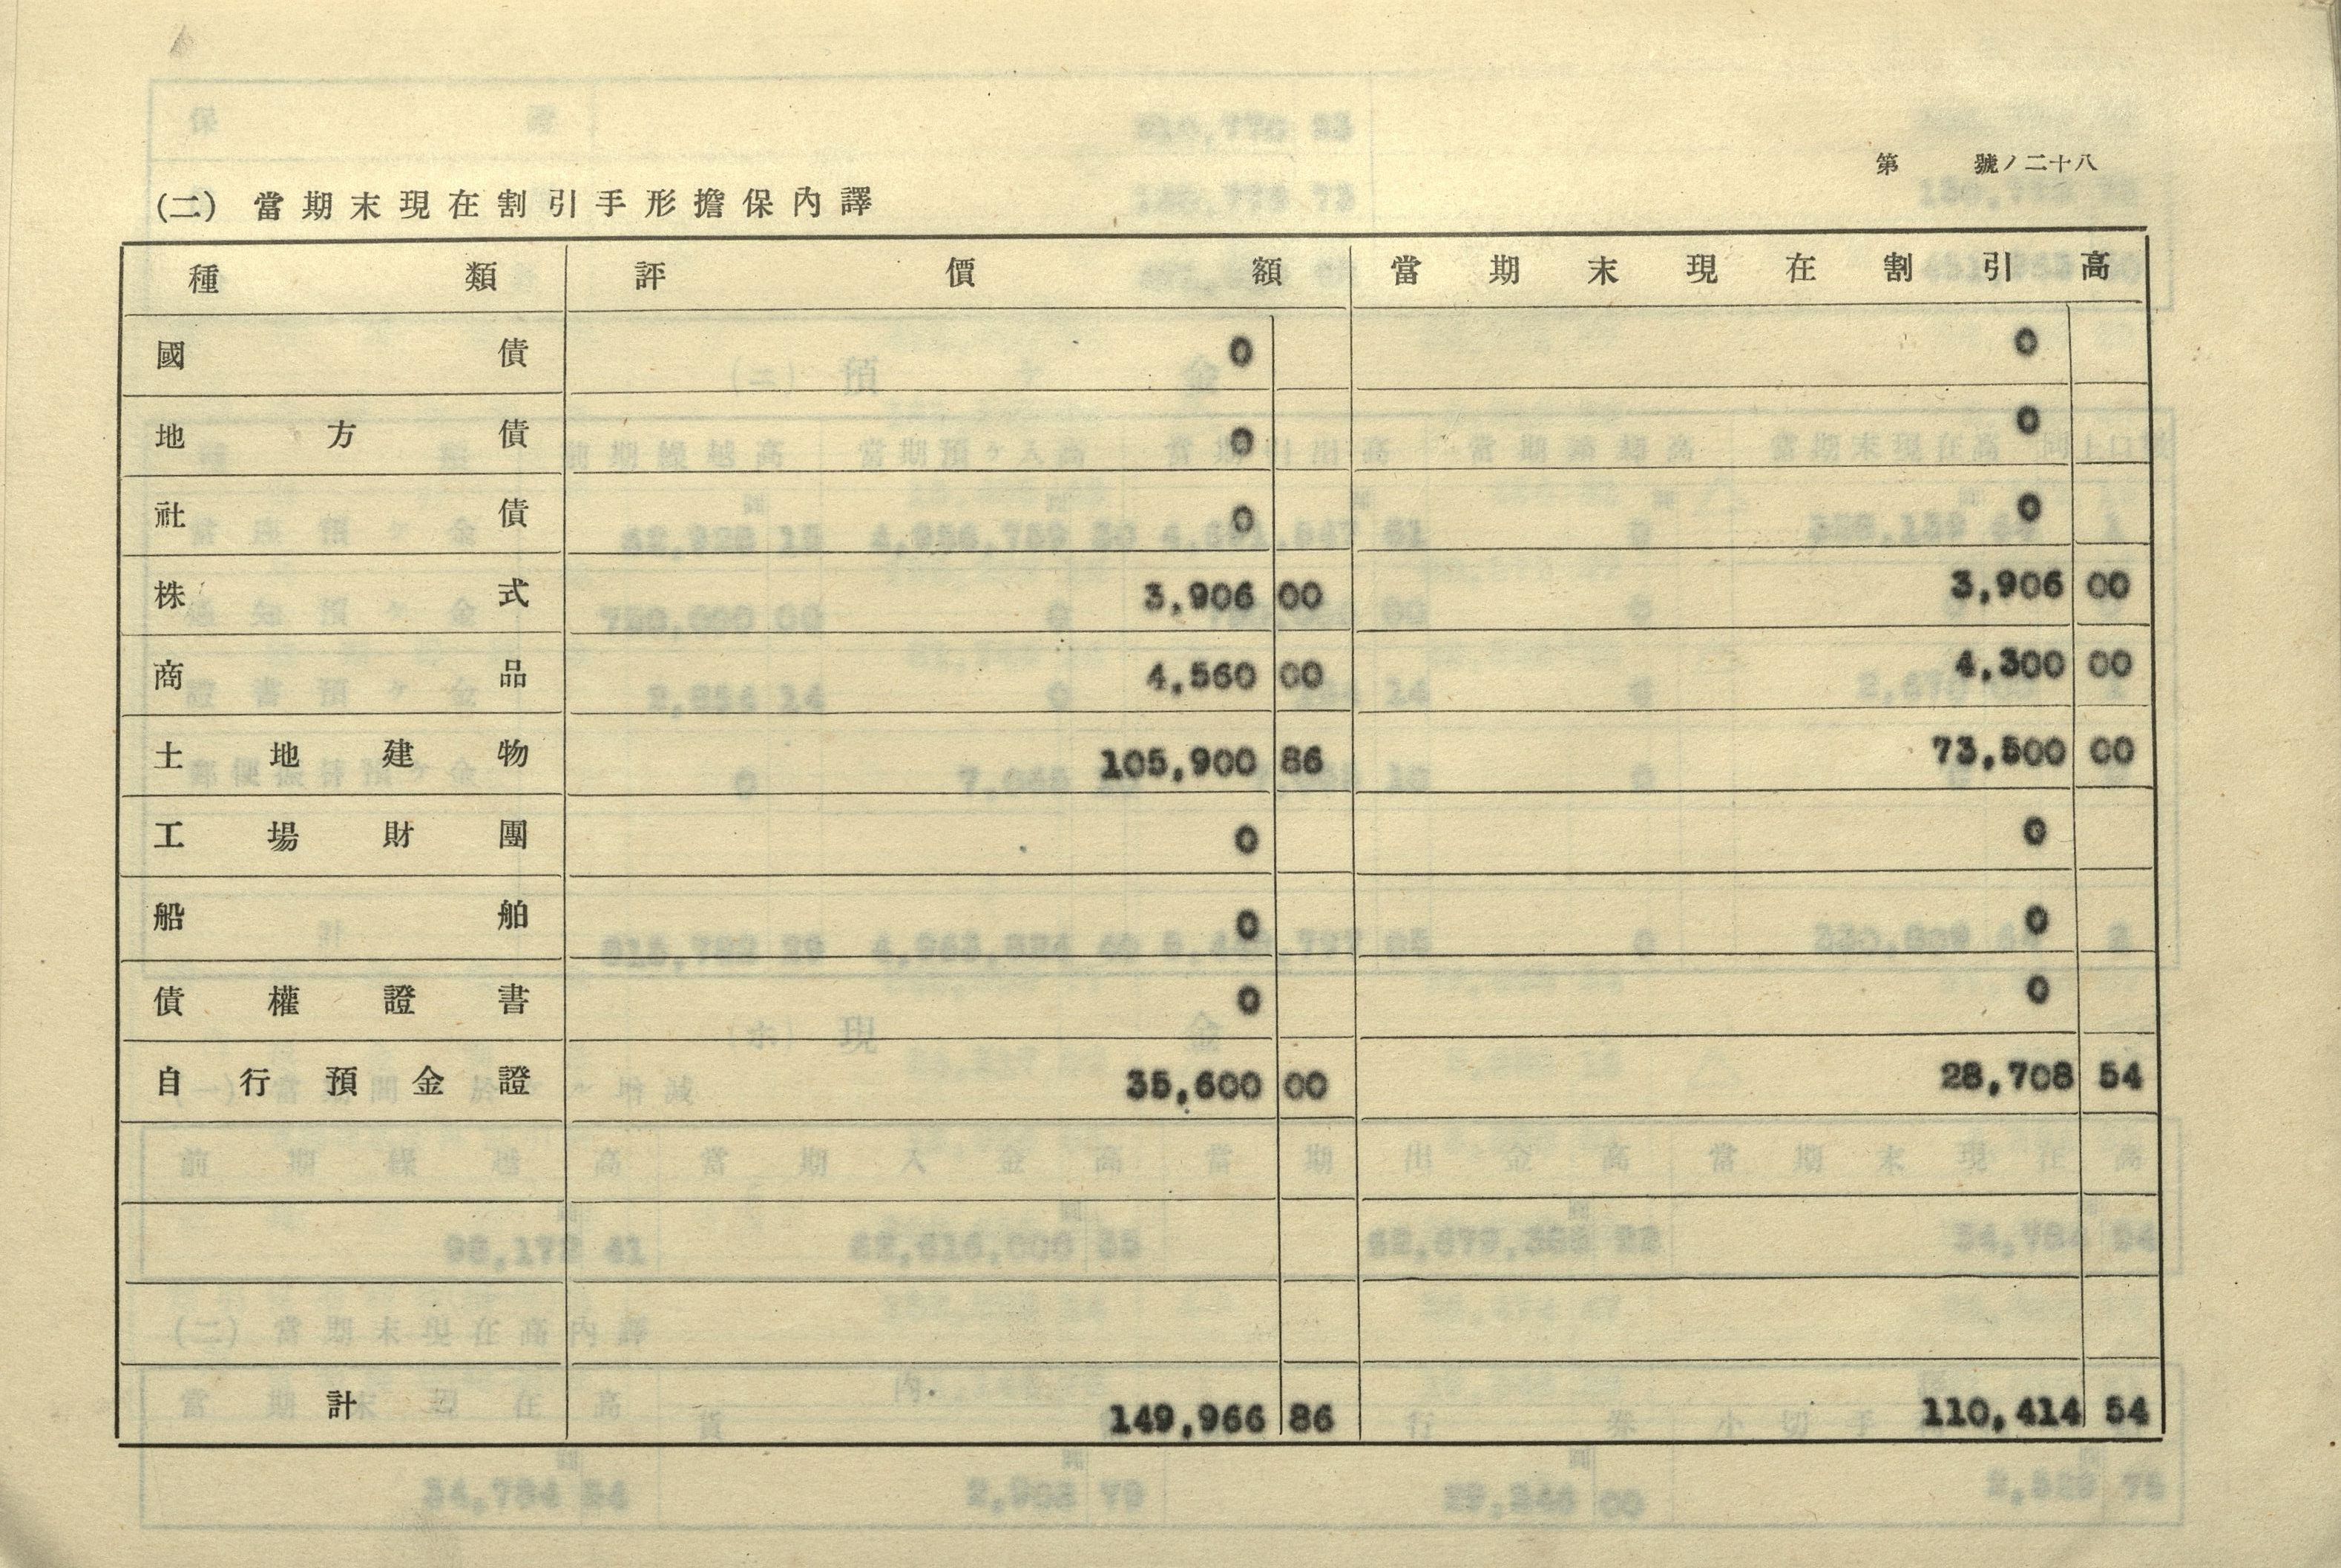 第　號ノ二十八
(二) 當期末現在割引手形擔保內譯
種類 評價額 當期末現在割引高
國債 0 0
地方債 0 0
社債 0 0
株式 3,906 00 3,906 00
商品 4,560 00 4,300 00
土地建物 105,900 86 73,500 00
工場財團 0 0
船舶 0 0
債權證書 0 0
自行預金證 35,600 00 28,708 54
計 149,966 86 110,414 54